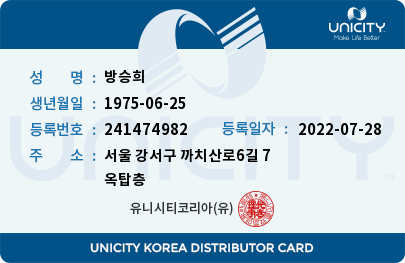 UNICITY
Make Life Better
성 명 : 방승희
생년월일 : 1975-06-25
등록번호 : 241474982 등록일자 : 2022-07-28
주 소 : 서울 강서구 까치산로6길 7
옥탑층
UNICITY
유니시티코리아(유)
UNICITY KOREA DISTRIBUTOR CARD